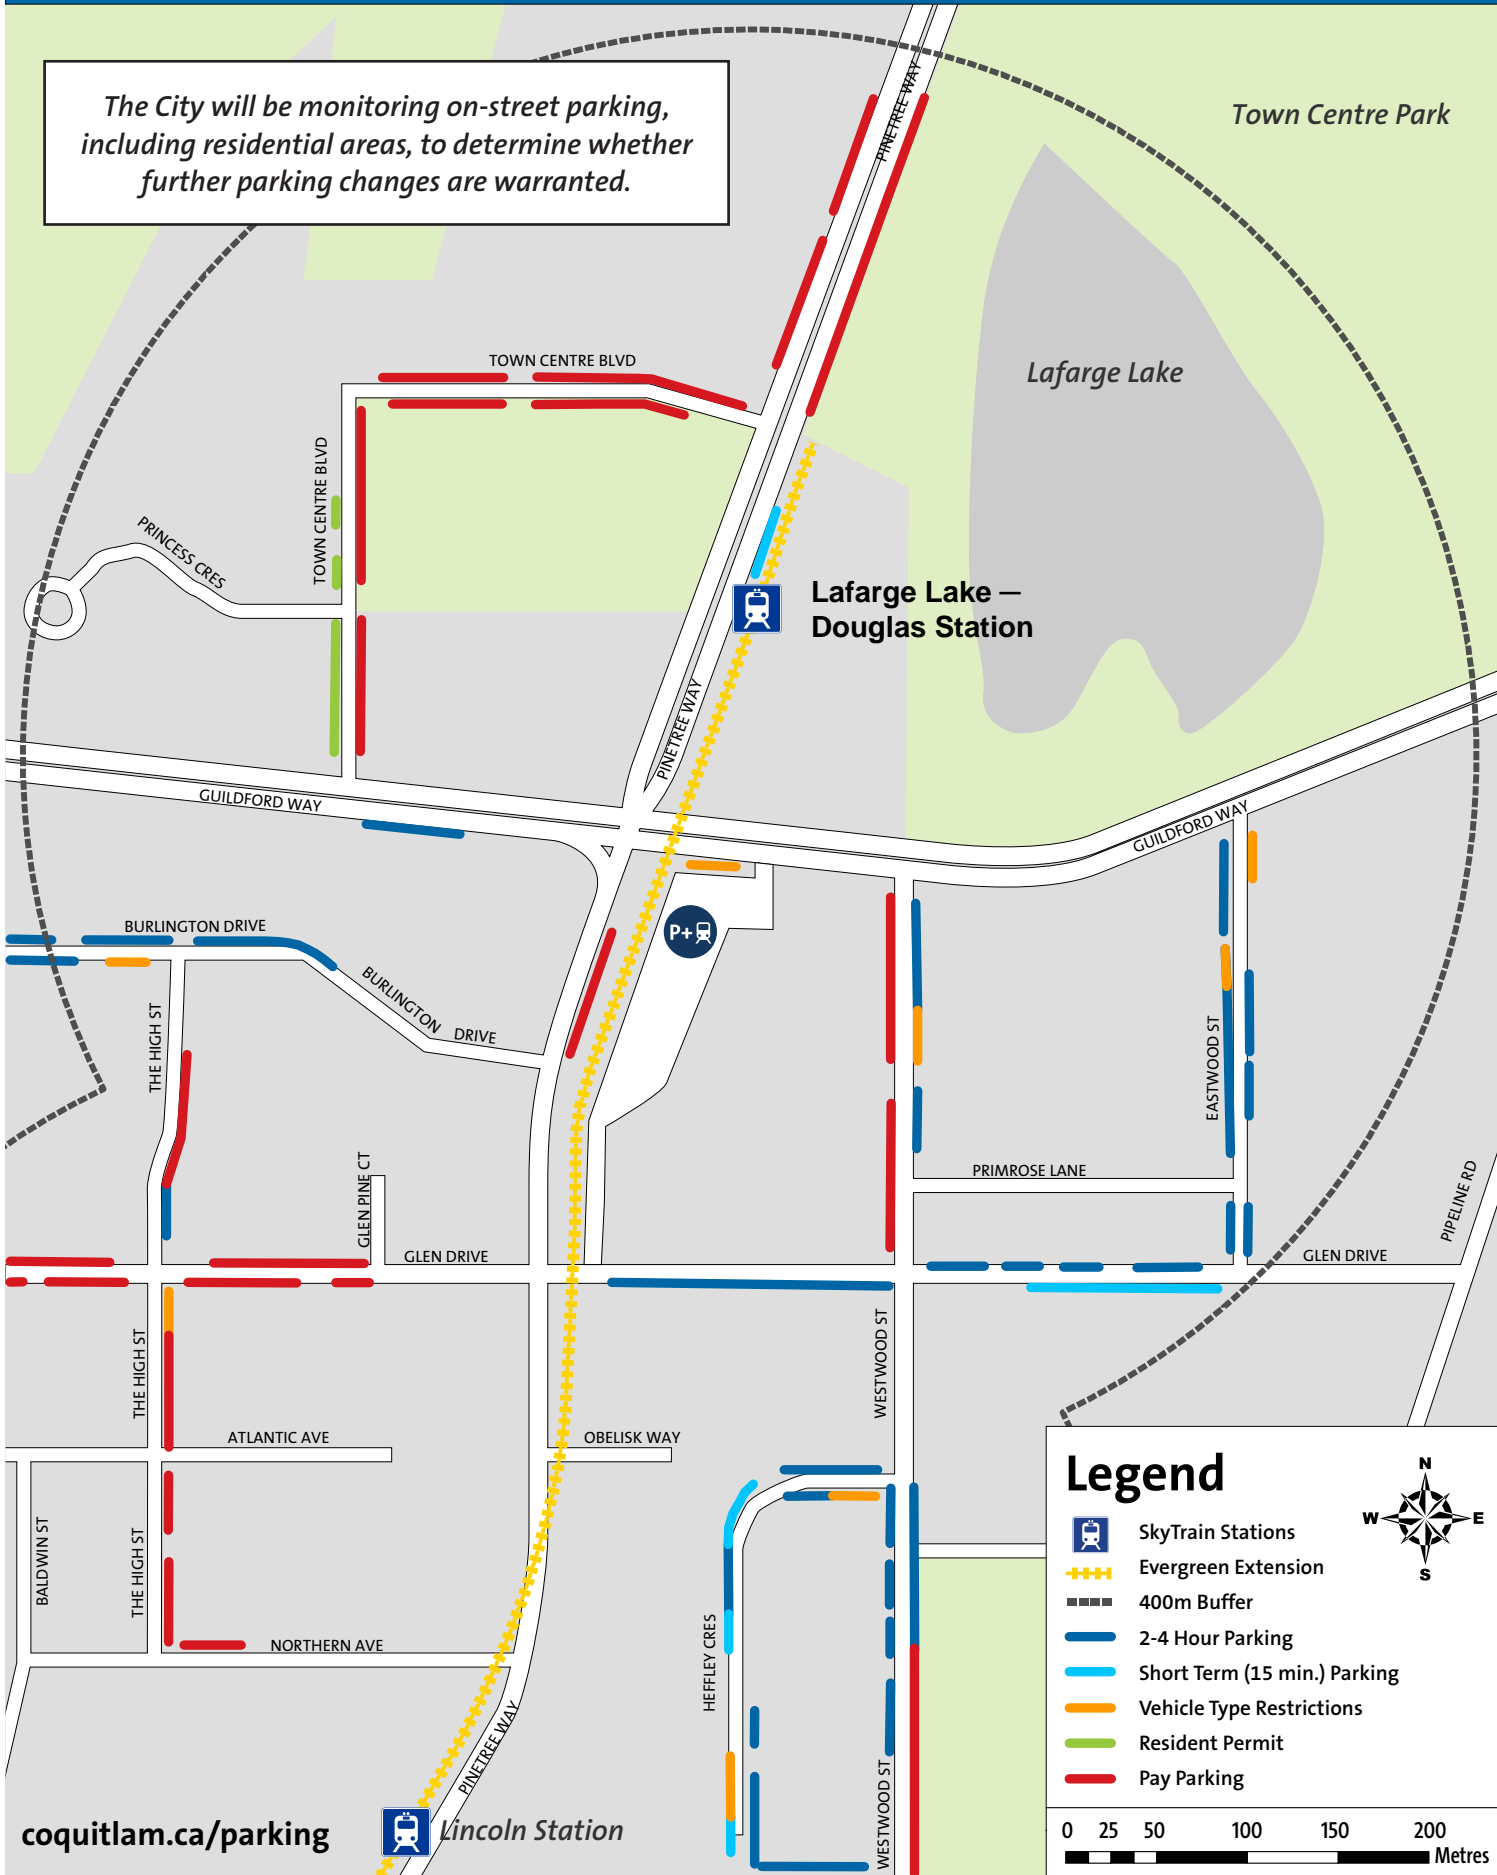 The City will be monitoring on-street parking,
including residential areas, to determine whether
further parking changes are warranted.
PINETREE WAY
Town Centre Park
Lafarge Lake
TOWN CENTRE BLVD
TOWN CENTRE BLVD
PRINCESS CRES
Lafarge Lake —
Douglas Station
PINETREE WAY
GUILDFORD WAY
GUILDFORD WAY
BURLINGTON DRIVE
P+
BURLINGTON DRIVE
THE HIGH ST
EASTWOOD ST
GLEN PINE CT
PRIMROSE LANE
PIPELINE RD
GLEN DRIVE
GLEN DRIVE
THE HIGH ST
WESTWOOD ST
ATLANTIC AVE
OBELISK WAY
BALDWIN ST
THE HIGH ST
HEFFLEY CRES
NORTHERN AVE
PINETREE WAY
WESTWOOD ST
Lincoln Station
coquitlam.ca/parking
Legend
N
W
E
S
SkyTrain Stations
Evergreen Extension
400m Buffer
2-4 Hour Parking
Short Term (15 min.) Parking
Vehicle Type Restrictions
Resident Permit
Pay Parking
0 25 50 100 150 200
Metres